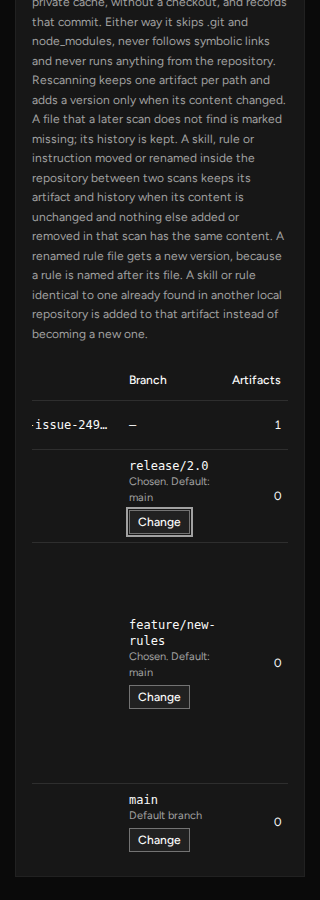 private cache, without a checkout, and records
that commit. Either way it skips .git and
node_modules, never follows symbolic links
and never runs anything from the repository.
Rescanning keeps one artifact per path and
adds a version only when its content changed.
A file that a later scan does not find is marked
missing; its history is kept. A skill, rule or
instruction moved or renamed inside the
repository between two scans keeps its
artifact and history when its content is
unchanged and nothing else added or
removed in that scan has the same content. A
renamed rule file gets a new version, because
a rule is named after its file. A skill or rule
identical to one already found in another local
repository is added to that artifact instead of
becoming a new one.
Branch Artifacts
-issue-249… — 1
release/2.0
Chosen. Default:
main
0
Change
feature/new-
rules
Chosen. Default:
main
0
Change
main
Default branch
0
Change